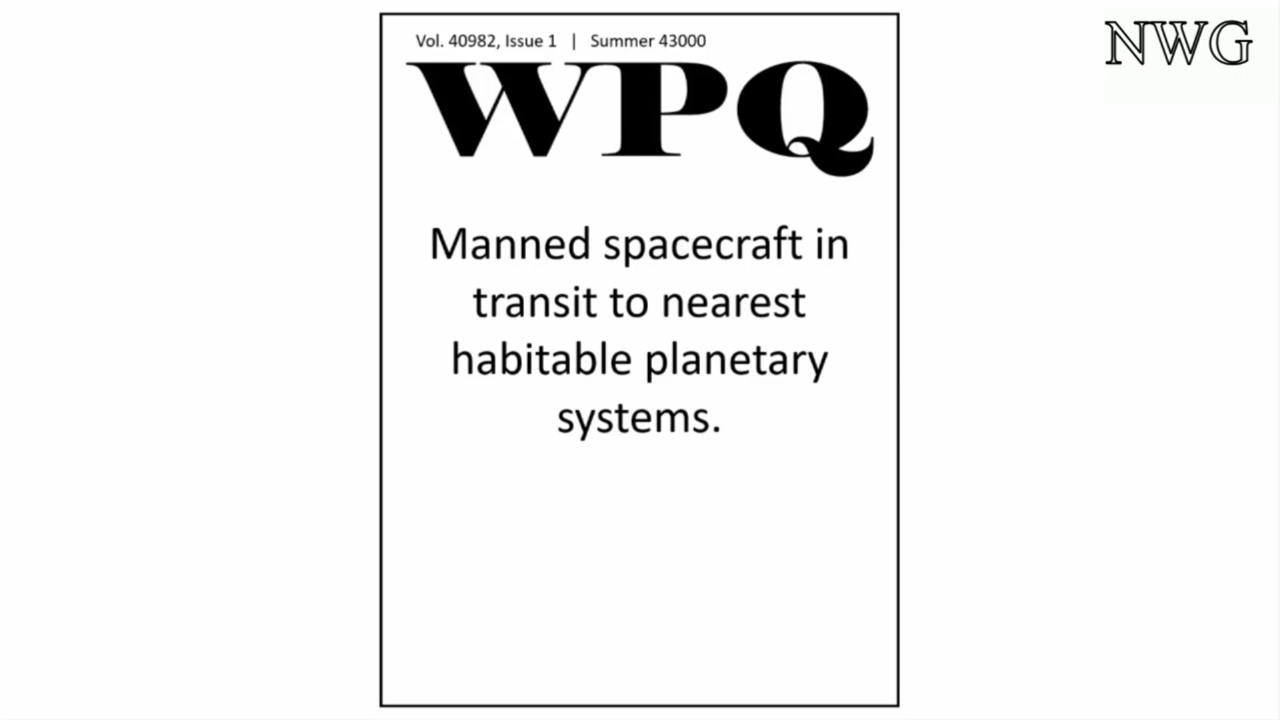 Vol. 40982, Issue 1 | Summer 43000
NWG
WPQ
Manned spacecraft in
transit to nearest
habitable planetary
systems.